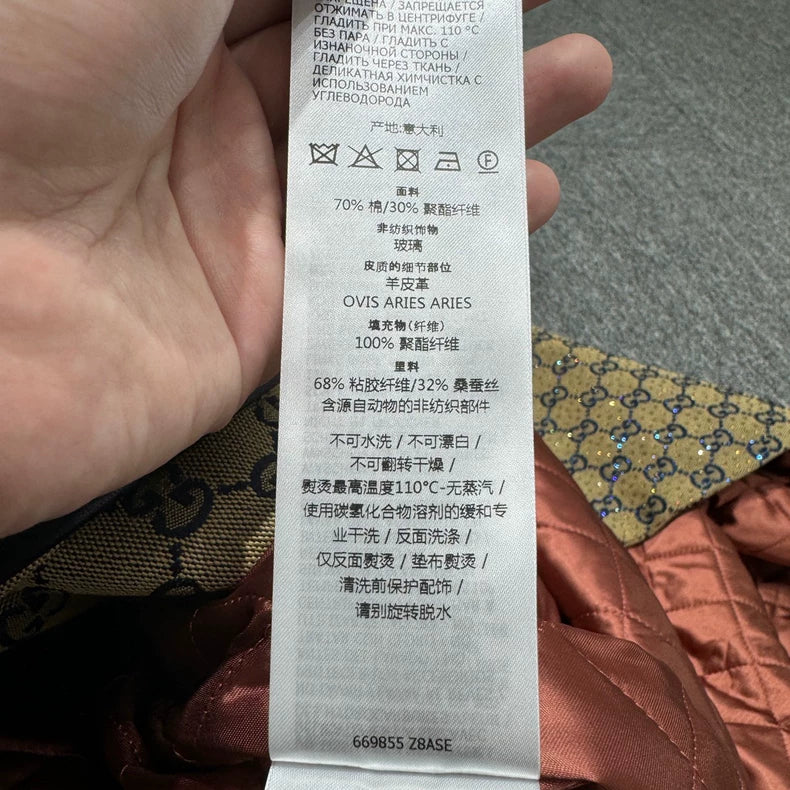 ЗАПРЕЩЕНА / ЗАПРЕЩАЕТСЯ
ОТЖИМАТЬ В ЦЕНТРИФУГЕ /
ГЛАДИТЬ ПРИ МАКС. 110 °C
БЕЗ ПАРА / ГЛАДИТЬ С
ИЗНАНОЧНОЙ СТОРОНЫ /
ГЛАДИТЬ ЧЕРЕЗ ТКАНЬ /
ДЕЛИКАТНАЯ ХИМЧИСТКА С
ИСПОЛЬЗОВАНИЕМ
УГЛЕВОДОРОДА
产地:意大利
F
面料
70% 棉/30% 聚酯纤维
非纺织饰物
玻璃
皮质的细节部位
羊皮革
OVIS ARIES ARIES
填充物(纤维)
100% 聚酯纤维
里料
68% 粘胶纤维/32% 桑蚕丝
含源自动物的非纺织部件
不可水洗 / 不可漂白 /
不可翻转干燥 /
熨烫最高温度110°C-无蒸汽 /
使用碳氢化合物溶剂的缓和专
业干洗 / 反面洗涤 /
仅反面熨烫 / 垫布熨烫 /
清洗前保护配饰 /
请别旋转脱水
669855 Z8ASE